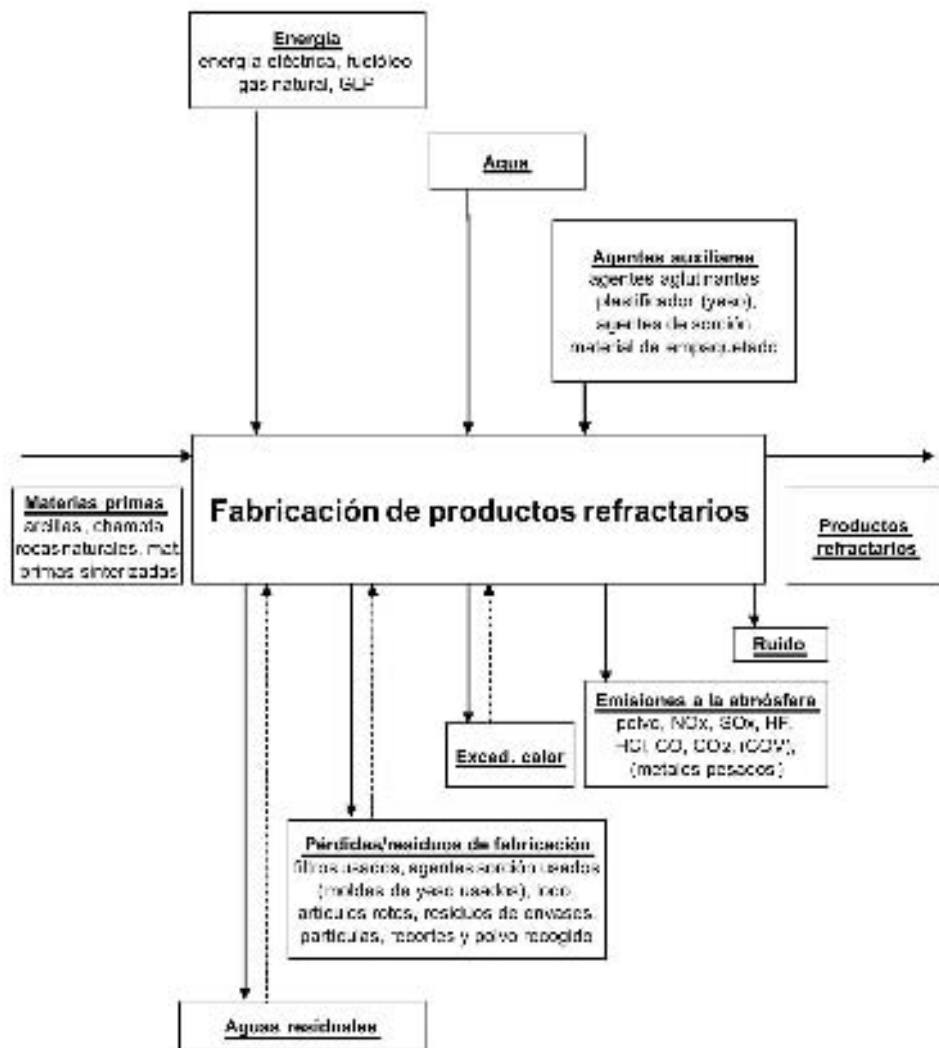 Energía
energía eléctrica, fuelóleo
gas natural, GLP
Agua
Agentes auxiliares
agentes aglutinantes
plastificador (yeso),
agentes de sorción
material de empaquetado
Fabricación de productos refractarios
Materias primas
arcillas, chamota
rocas naturales, mat.
primas sinterizadas
Productos
refractarios
Ruido
Emisiones a la atmósfera
polvo, NOx, SOx, HF,
HCl, CO, CO2, (COV),
(metales pesados)
Exced. calor
Pérdidas/residuos de fabricación
filtros usados, agentes sorción usados
(moldes de yeso usados), lodo,
artículos rotos, residuos de envases,
partículas, recortes y polvo recogido
Aguas residuales